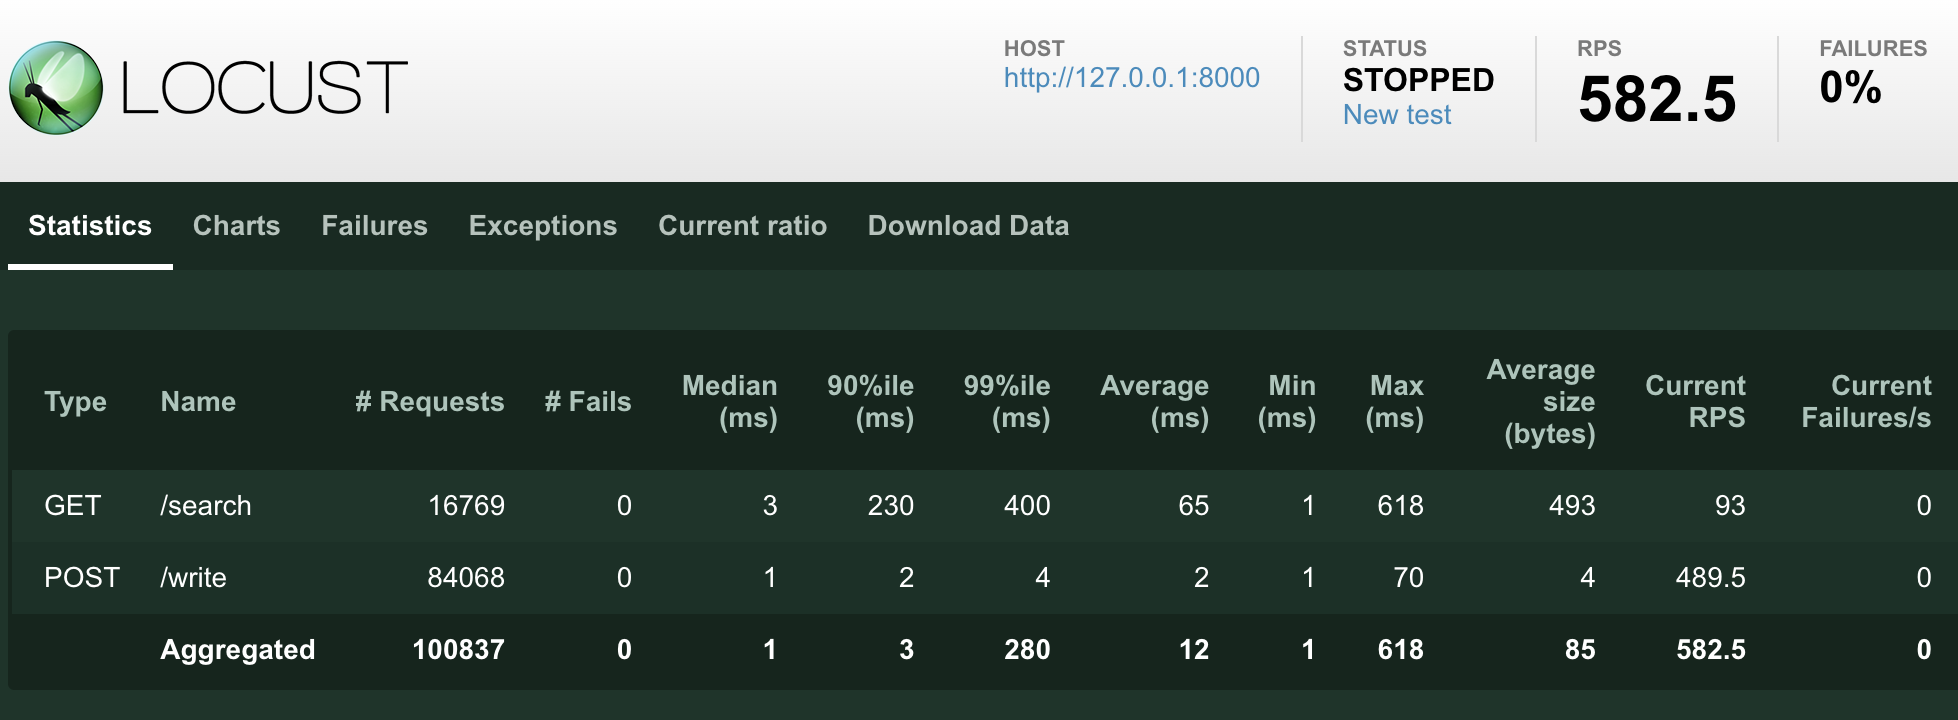 LOCUST
HOST
http://127.0.0.1:8000
STATUS
STOPPED
New test
RPS
582.5
FAILURES
0%
Statistics Charts Failures Exceptions Current ratio Download Data
Type Name # Requests # Fails Median (ms) 90%ile (ms) 99%ile (ms) Average (ms) Min (ms) Max (ms) Average size (bytes) Current RPS Current Failures/s
GET /search 16769 0 3 230 400 65 1 618 493 93 0
POST /write 84068 0 1 2 4 2 1 70 4 489.5 0
Aggregated 100837 0 1 3 280 12 1 618 85 582.5 0